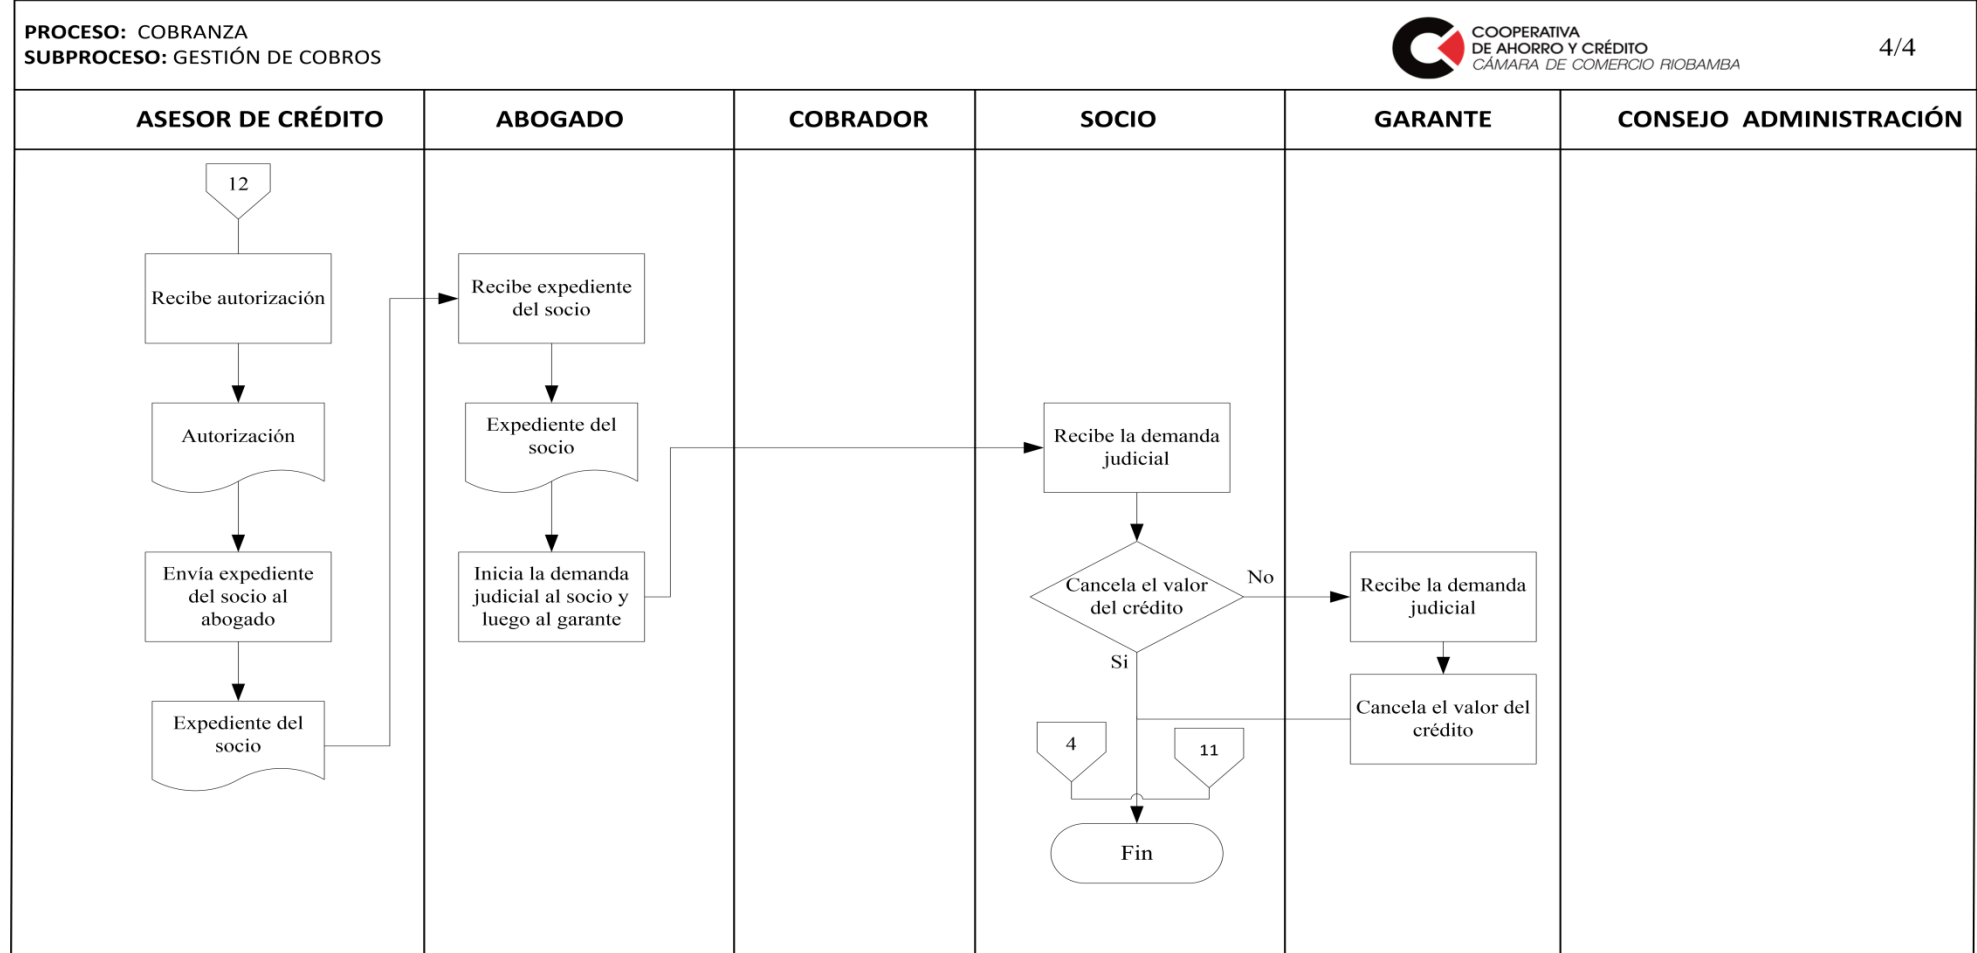 PROCESO: COBRANZA
SUBPROCESO: GESTIÓN DE COBROS
COOPERATIVA
DE AHORRO Y CRÉDITO
CÁMARA DE COMERCIO RIOBAMBA
4/4
ASESOR DE CRÉDITO
ABOGADO
COBRADOR
SOCIO
GARANTE
CONSEJO ADMINISTRACIÓN
12
Recibe autorización
Autorización
Envía expediente
del socio al
abogado
Expediente del
socio
Recibe expediente
del socio
Expediente del
socio
Inicia la demanda
judicial al socio y
luego al garante
Recibe la demanda
judicial
Cancela el valor
del crédito
No
Si
4
11
Fin
Recibe la demanda
judicial
Cancela el valor del
crédito